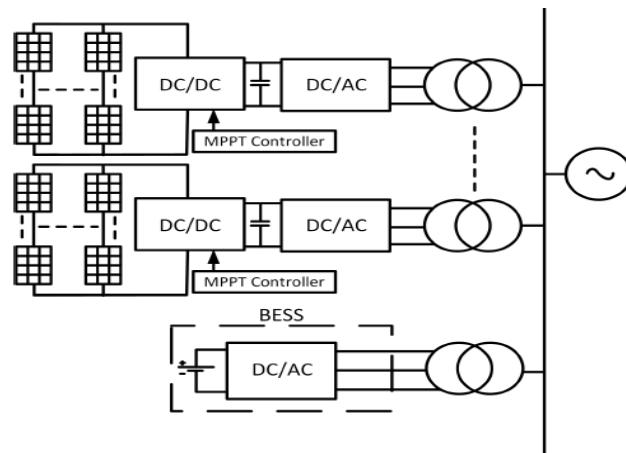 DC/DC
DC/AC
MPPT Controller
DC/DC
DC/AC
MPPT Controller
BESS
DC/AC